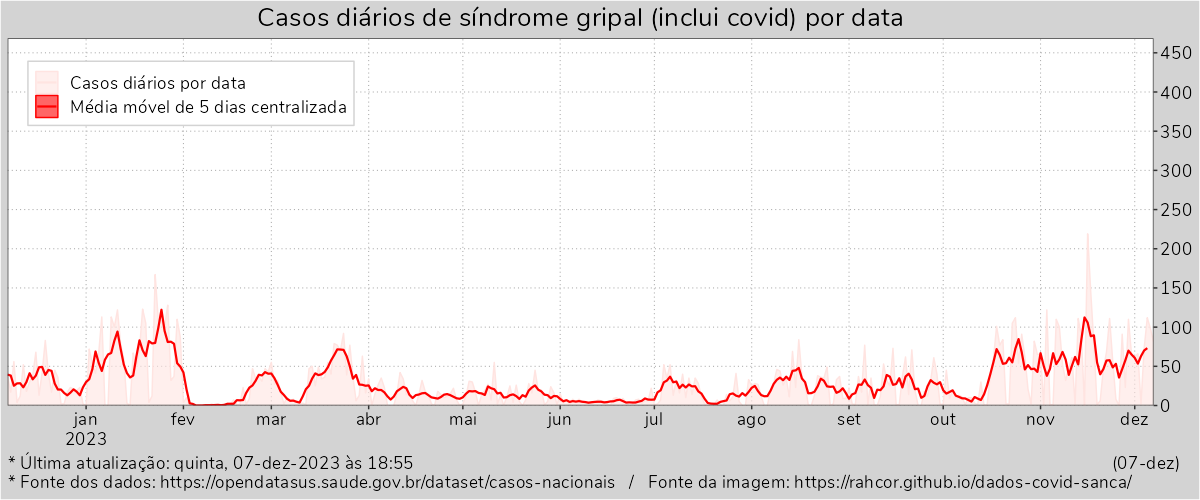 Casos diários de síndrome gripal (inclui covid) por data
Casos diários por data
Média móvel de 5 dias centralizada
450
400
350
300
250
200
150
100
50
0
jan fev mar abr mai jun jul ago set out nov dez
2023
* Última atualização: quinta, 07-dez-2023 às 18:55 (07-dez)
* Fonte dos dados: https://opendatasus.saude.gov.br/dataset/casos-nacionais / Fonte da imagem: https://rahcor.github.io/dados-covid-sanca/